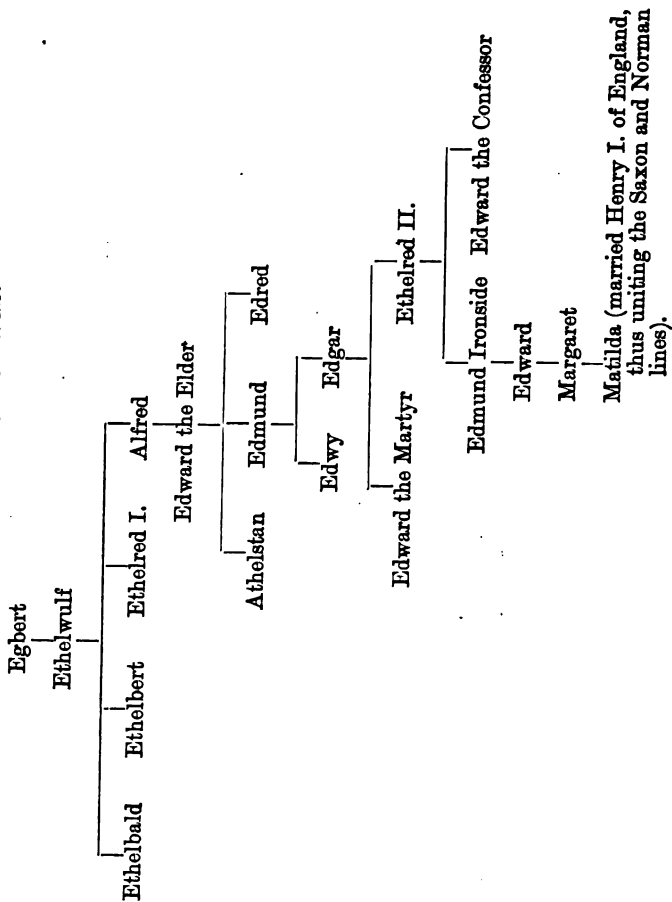 Egbert
Ethelwulf
Ethelbald Ethelbert Ethelred I. Alfred
Edward the Elder
Athelstan Edmund Edred
Edwy Edgar
Edward the Martyr Ethelred II.
Edmund Ironside Edward the Confessor
Edward
Margaret
Matilda (married Henry I. of England,
thus uniting the Saxon and Norman
lines).